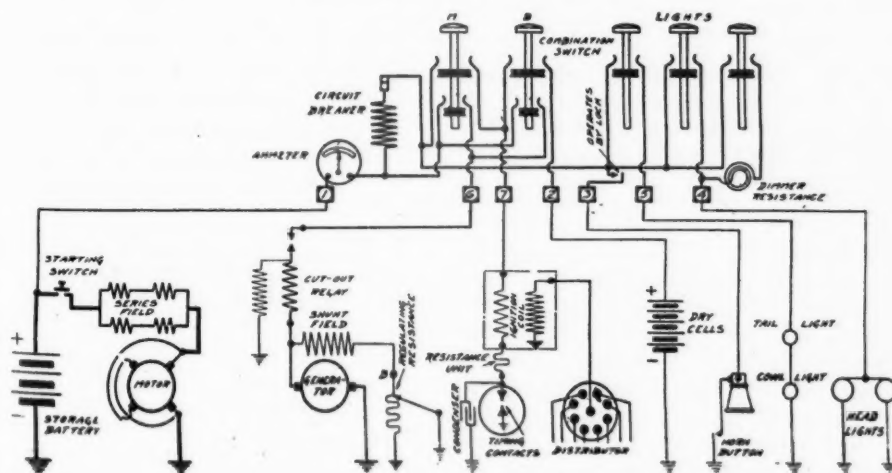 M
B
LIGHTS
COMBINATION
SWITCH
CIRCUIT
BREAKER
OPERATES
BY LOCK
AMMETER
1
6
7
2
3
5
4
DIMMER
RESISTANCE
STARTING
SWITCH
SERIES
FIELD
CUT-OUT
RELAY
SHUNT
FIELD
REGULATING
RESISTANCE
B
IGNITION
COIL
+
DRY
CELLS
-
TAIL LIGHT
RESISTANCE
UNIT
+
MOTOR
GENERA-
TOR
COWL LIGHT
-
STORAGE
BATTERY
CONDENSER
TIMING
CONTACTS
DISTRIBUTOR
HORN
BUTTON
HEAD
LIGHTS